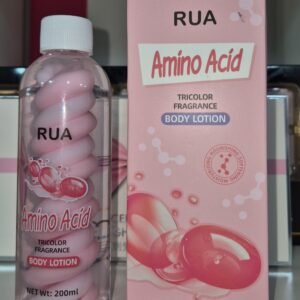 RUA
Amino Acid
TRICOLOR
FRAGRANCE
BODY LOTION
NET Wt: 200ml
RUA
Amino Acid
TRICOLOR
FRAGRANCE
BODY LOTION